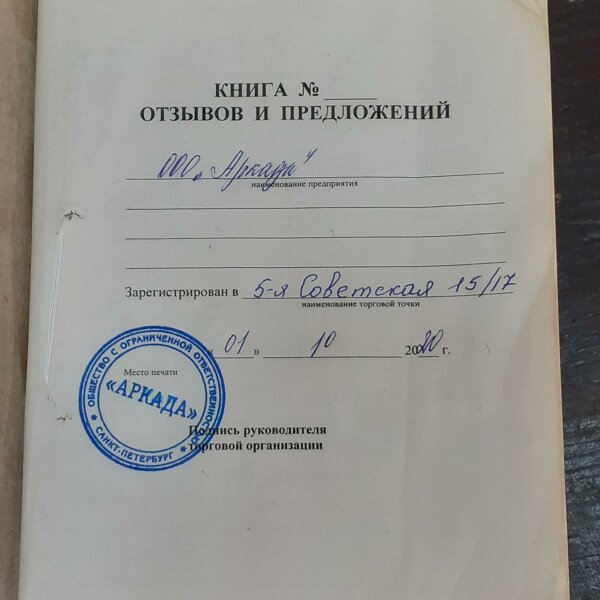 КНИГА № _____
ОТЗЫВОВ И ПРЕДЛОЖЕНИЙ
ООО „Аркада"
наименование предприятия
Зарегистрирован в 5-я Советская 15/17
наименование торговой точки
« 01 » 10 2020 г.
Место печати
ОБЩЕСТВО С ОГРАНИЧЕННОЙ ОТВЕТСТВЕННОСТЬЮ
«АРКАДА»
* САНКТ-ПЕТЕРБУРГ *
Подпись руководителя
торговой организации